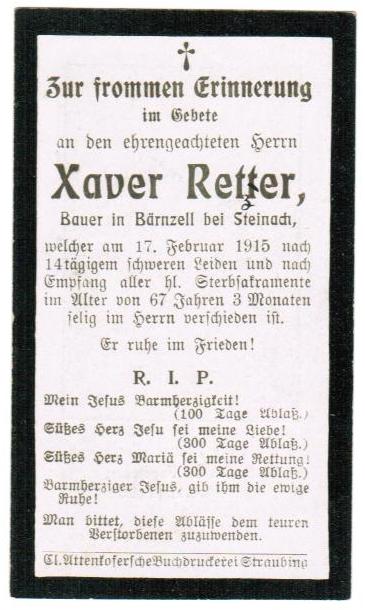 Zur frommen Erinnerung
im Gebete
an den ehrengeachteten Herrn
Xaver Retter,
Bauer in Bärnzell bei Steinach,
welcher am 17. Februar 1915 nach
14tägigem schweren Leiden und nach
Empfang aller hl. Sterbsakramente
im Alter von 67 Jahren 3 Monaten
selig im Herrn verschieden ist.
Er ruhe im Frieden!
R. I. P.
Mein Jesus Barmherzigkeit!
(100 Tage Ablaß.)
Süßes Herz Jesu sei meine Liebe!
(300 Tage Ablaß.)
Süßes Herz Mariä sei meine Rettung!
(300 Tage Ablaß.)
Barmherziger Jesus, gib ihm die ewige
Ruhe!
Man bittet, diese Ablässe dem teuren
Verstorbenen zuzuwenden.
Cl. Attenkofersche Buchdruckerei Straubing